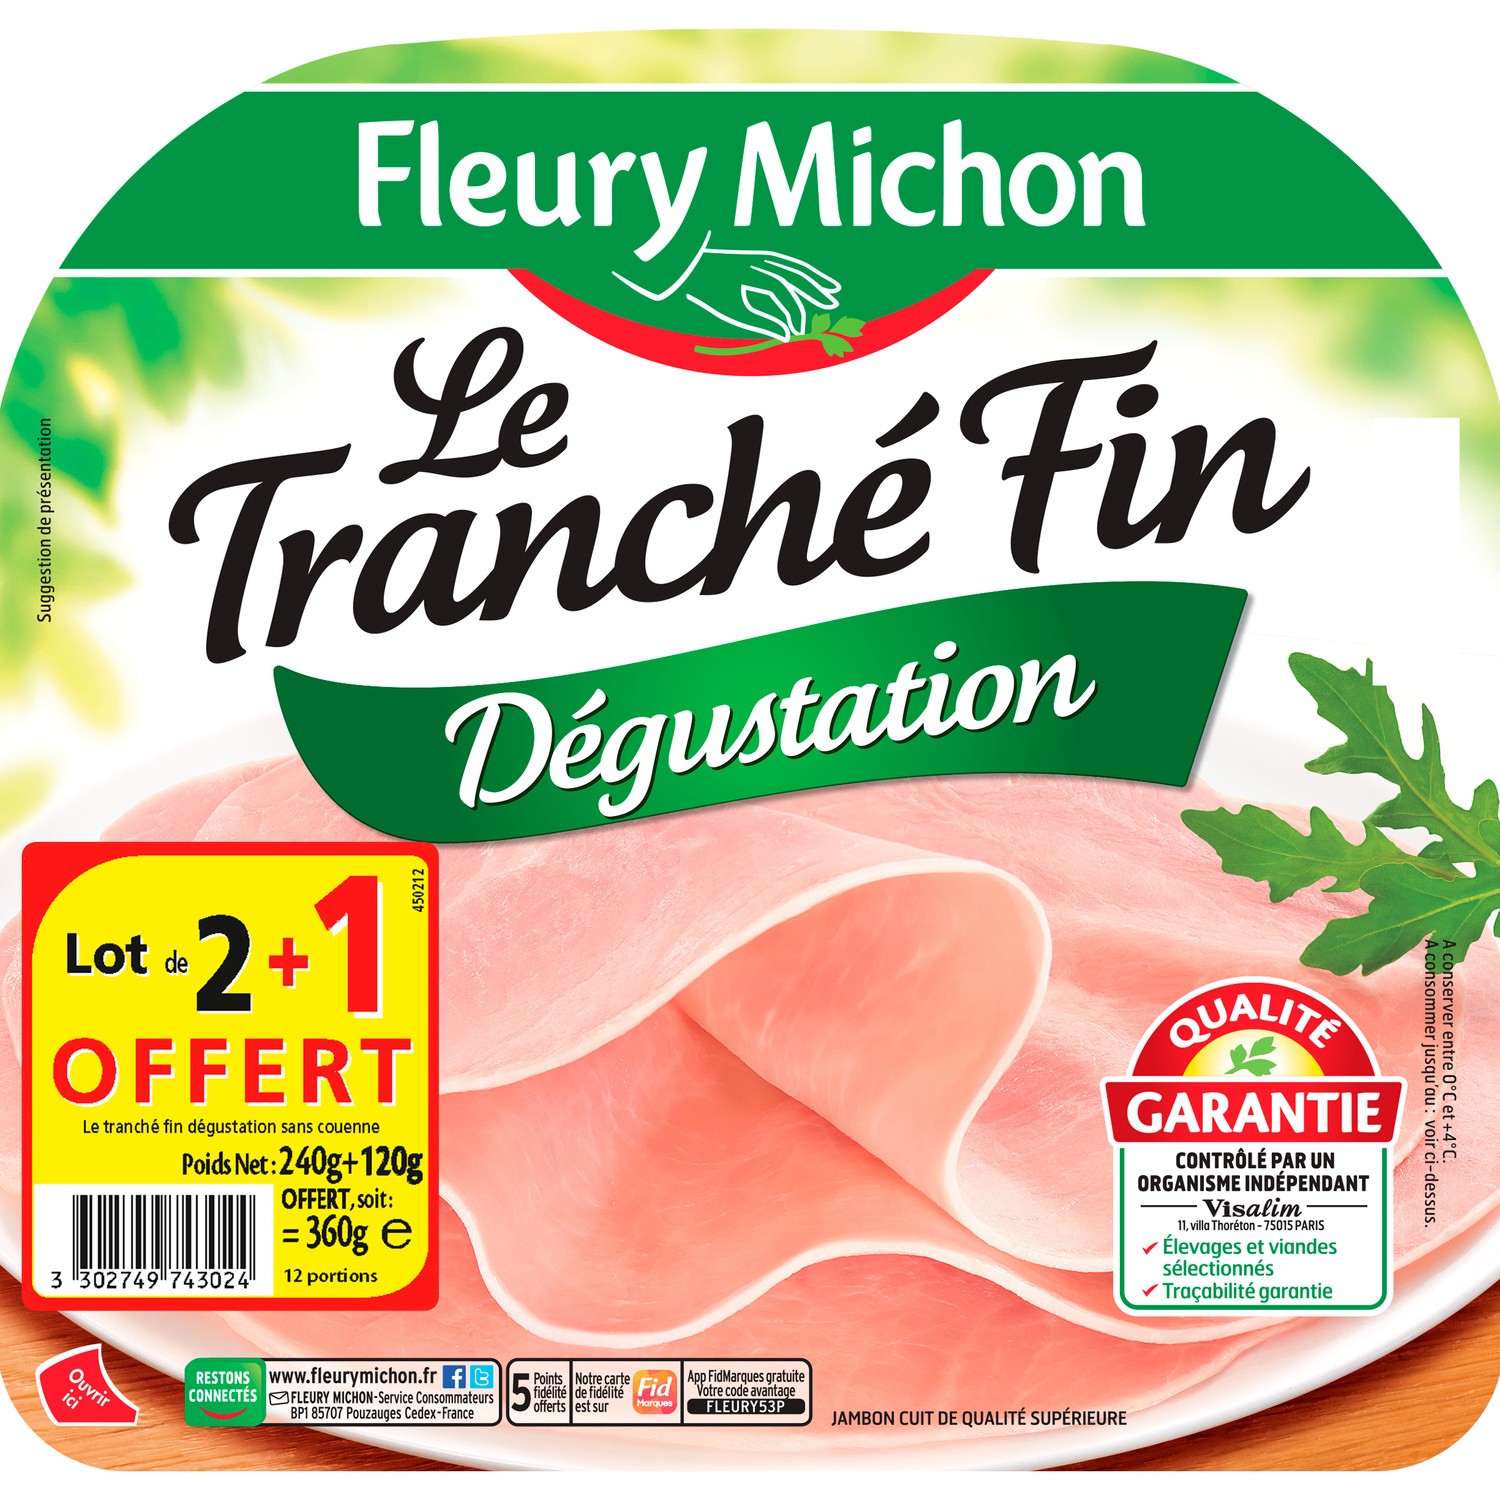 Fleury Michon
Le
Tranché Fin
Dégustation
Suggestion de présentation
450212
Lot de 2+1
OFFERT
Le tranché fin dégustation sans couenne
Poids Net: 240g+120g
OFFERT, soit:
= 360g e
12 portions
3 302749 743024
A conserver entre 0°C et +4°C.
A consommer jusqu'au : voir ci-dessus.
QUALITÉ
GARANTIE
CONTRÔLÉ PAR UN
ORGANISME INDÉPENDANT
Visalim
11, villa Thoréton - 75015 PARIS
✓ Élevages et viandes
sélectionnés
✓ Traçabilité garantie
Ouvrir
ici
RESTONS
CONNECTÉS
www.fleurymichon.fr
FLEURY MICHON-Service Consommateurs
BP1 85707 Pouzauges Cedex-France
5 Points
fidélité
offerts
Notre carte
de fidélité
est sur
Fid
Marques
App FidMarques gratuite
Votre code avantage
FLEURY53P
JAMBON CUIT DE QUALITÉ SUPÉRIEURE